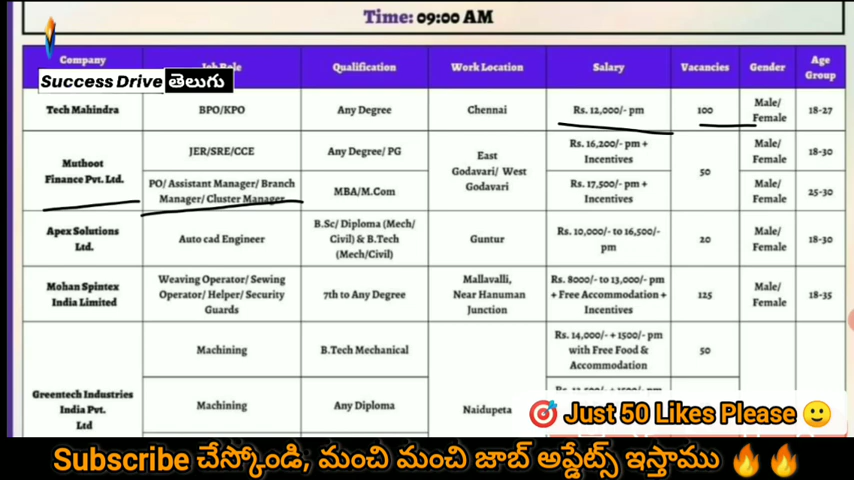 Time: 09:00 AM
Company
Qualification
Work Location
Salary
Vacancies
Gender
Age
Group
Success Drive తెలుగు
Tech Mahindra
BPO/KPO
Any Degree
Chennai
Rs. 12,000/- pm
100
Male/
Female
18-27
Muthoot
Finance Pvt. Ltd.
JER/SRE/CCE
Any Degree/ PG
East
Godavari/ West
Godavari
Rs. 16,200/- pm +
Incentives
50
Male/
Female
18-30
PO/ Assistant Manager/ Branch
Manager/ Cluster Manager
MBA/M.Com
Rs. 17,500/- pm +
Incentives
Male/
Female
25-30
Apex Solutions
Ltd.
Auto cad Engineer
B.Sc/ Diploma (Mech/
Civil) & B.Tech
(Mech/Civil)
Guntur
Rs. 10,000/- to 16,500/-
pm
20
Male/
Female
18-30
Mohan Spintex
India Limited
Weaving Operator/ Sewing
Operator/ Helper/ Security
Guards
7th to Any Degree
Mallavalli,
Near Hanuman
Junction
Rs. 8000/- to 13,000/- pm
+ Free Accommodation +
Incentives
125
Male/
Female
18-35
Greentech Industries
India Pvt.
Ltd
Machining
B.Tech Mechanical
Naidupeta
Rs. 14,000/- + 1500/- pm
with Free Food &
Accommodation
50
Machining
Any Diploma
🎯 Just 50 Likes Please 🙂
Subscribe చేస్కోండి, మంచి మంచి జాబ్ అప్డేట్స్ ఇస్తాము 🔥🔥